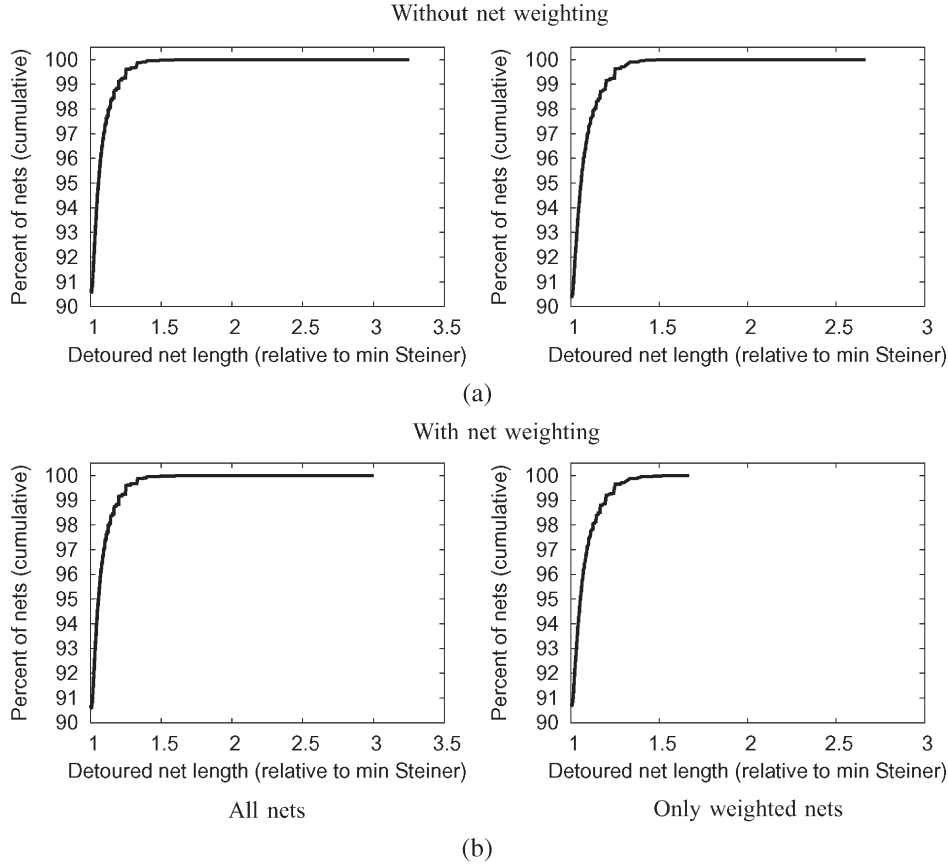 Without net weighting
Percent of nets (cumulative)
100
99
98
97
96
95
94
93
92
91
90
1 1.5 2 2.5 3 3.5
Detoured net length (relative to min Steiner)
Percent of nets (cumulative)
100
99
98
97
96
95
94
93
92
91
90
1 1.5 2 2.5 3
Detoured net length (relative to min Steiner)
(a)
With net weighting
Percent of nets (cumulative)
100
99
98
97
96
95
94
93
92
91
90
1 1.5 2 2.5 3 3.5
Detoured net length (relative to min Steiner)
All nets
Percent of nets (cumulative)
100
99
98
97
96
95
94
93
92
91
90
1 1.5 2 2.5 3
Detoured net length (relative to min Steiner)
Only weighted nets
(b)